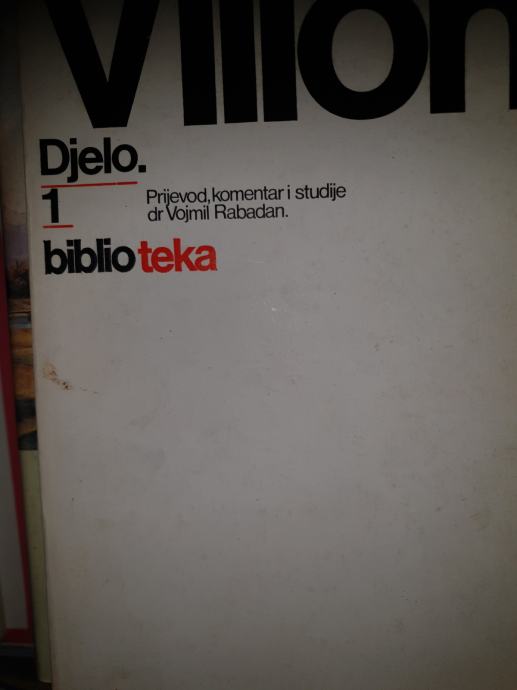 Villon
Djelo.
1
Prijevod, komentar i studije
dr Vojmil Rabadan.
biblioteka